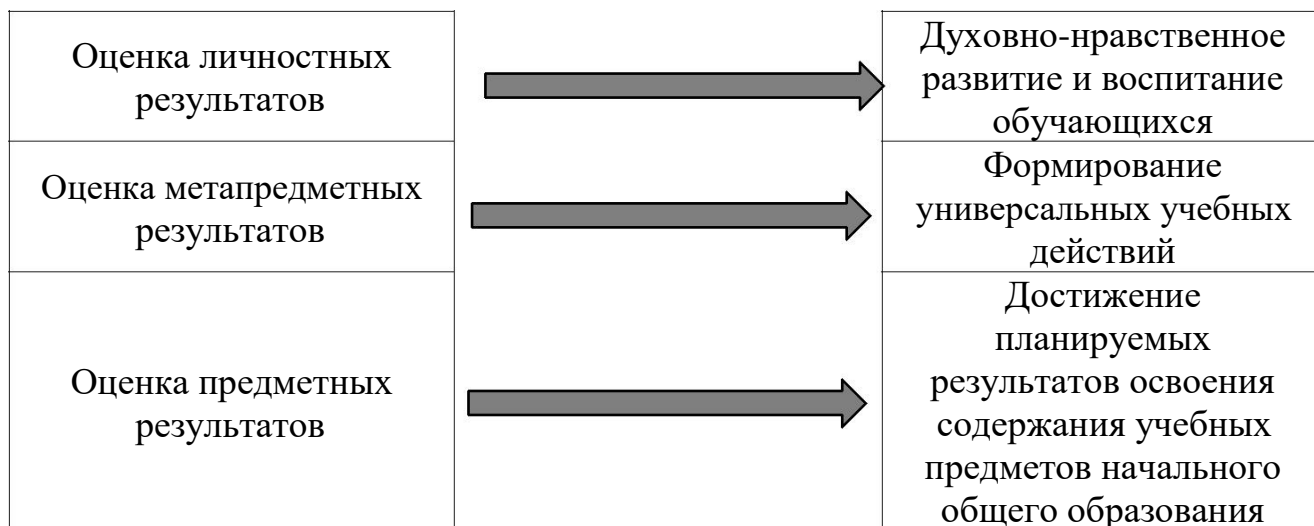 Оценка личностных
результатов
Духовно-нравственное
развитие и воспитание
обучающихся
Оценка метапредметных
результатов
Формирование
универсальных учебных
действий
Оценка предметных
результатов
Достижение
планируемых
результатов освоения
содержания учебных
предметов начального
общего образования